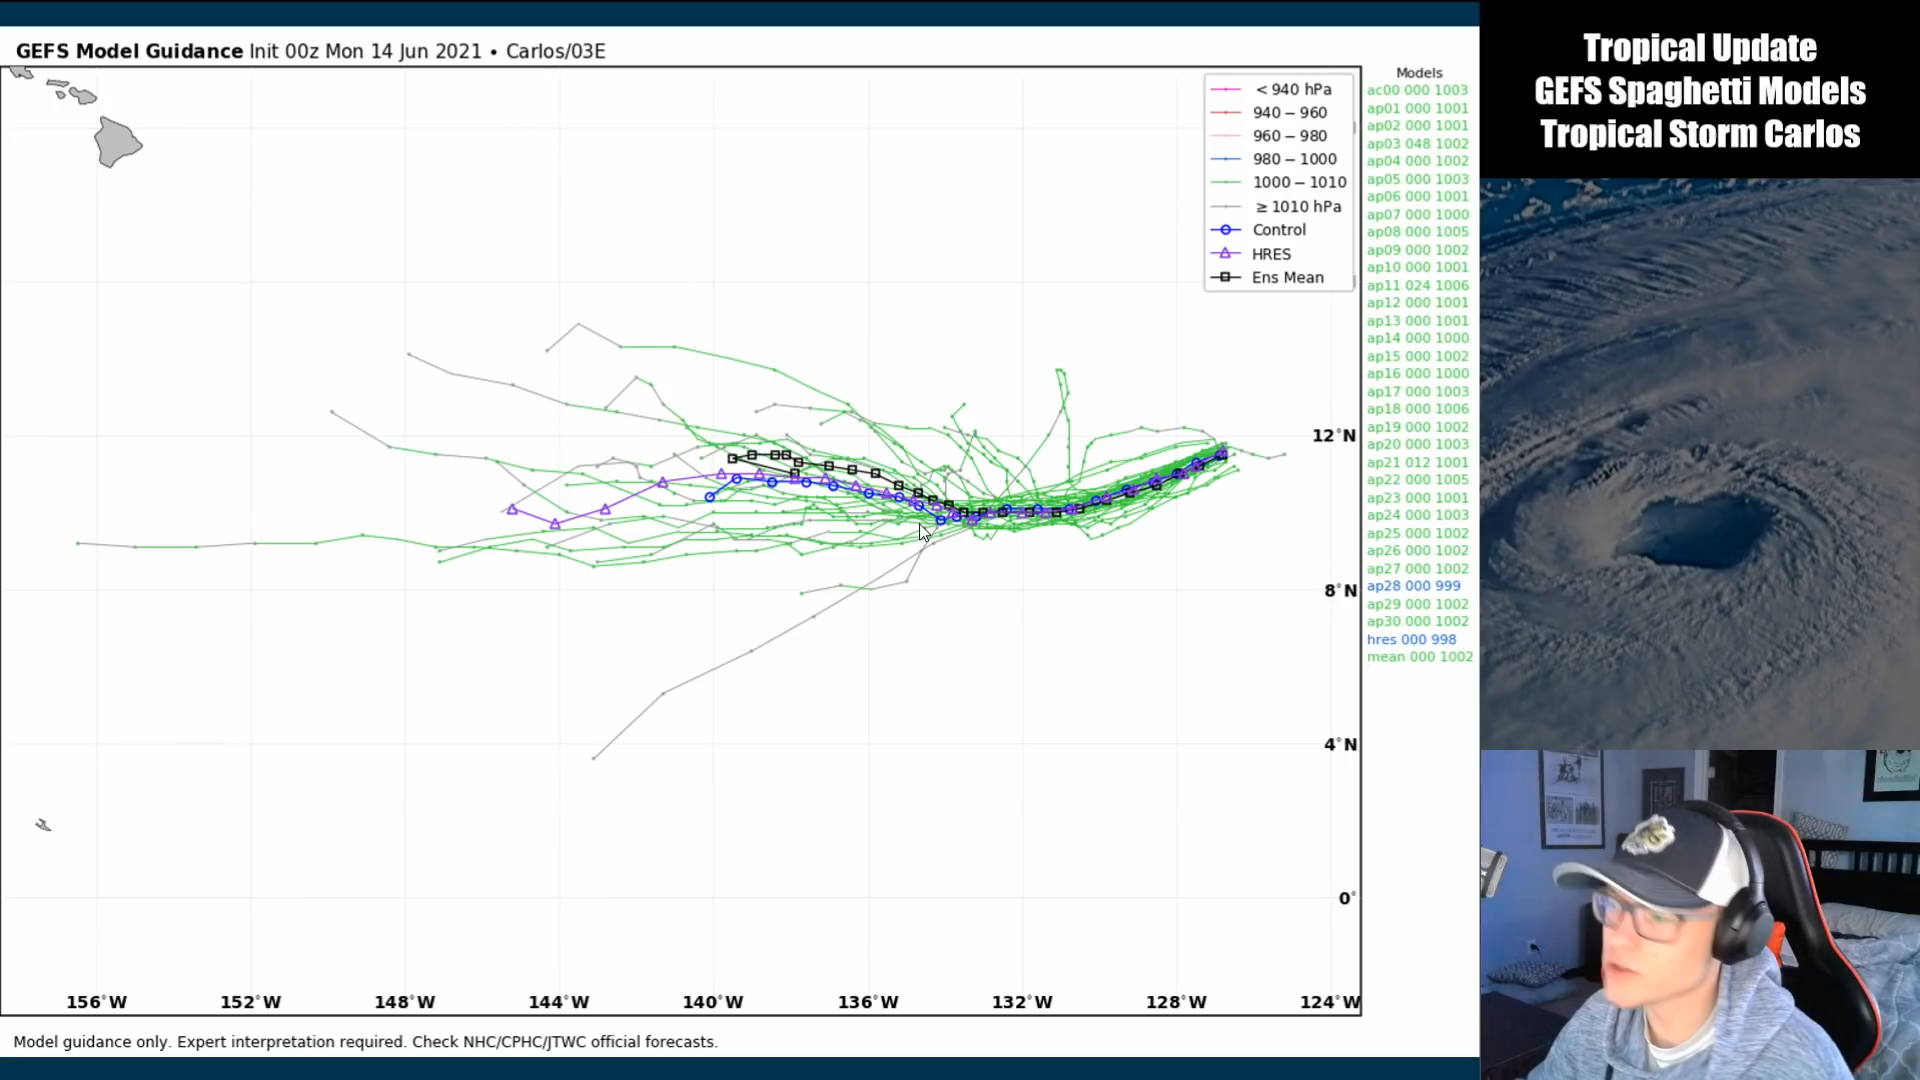 GEFS Model Guidance Init 00z Mon 14 Jun 2021 • Carlos/03E
< 940 hPa
940 – 960
960 – 980
980 – 1000
1000 – 1010
≥ 1010 hPa
Control
HRES
Ens Mean
12°N
8°N
4°N
0°
156°W 152°W 148°W 144°W 140°W 136°W 132°W 128°W 124°W
Model guidance only. Expert interpretation required. Check NHC/CPHC/JTWC official forecasts.
Models
ac00 000 1003
ap01 000 1001
ap02 000 1001
ap03 048 1002
ap04 000 1002
ap05 000 1003
ap06 000 1001
ap07 000 1000
ap08 000 1005
ap09 000 1002
ap10 000 1001
ap11 024 1006
ap12 000 1001
ap13 000 1001
ap14 000 1000
ap15 000 1002
ap16 000 1000
ap17 000 1003
ap18 000 1006
ap19 000 1002
ap20 000 1003
ap21 012 1001
ap22 000 1005
ap23 000 1001
ap24 000 1003
ap25 000 1002
ap26 000 1002
ap27 000 1002
ap28 000 999
ap29 000 1002
ap30 000 1002
hres 000 998
mean 000 1002
Tropical Update
GEFS Spaghetti Models
Tropical Storm Carlos